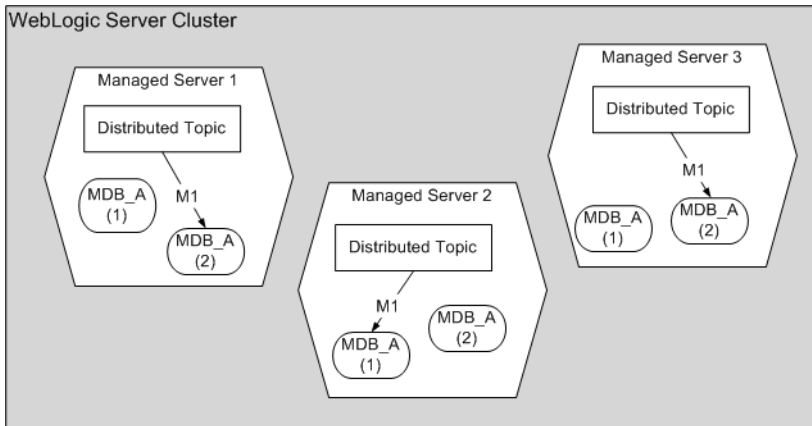 WebLogic Server Cluster
Managed Server 1
Distributed Topic
M1
MDB_A
(1)
MDB_A
(2)
Managed Server 2
Distributed Topic
M1
MDB_A
(1)
MDB_A
(2)
Managed Server 3
Distributed Topic
M1
MDB_A
(1)
MDB_A
(2)